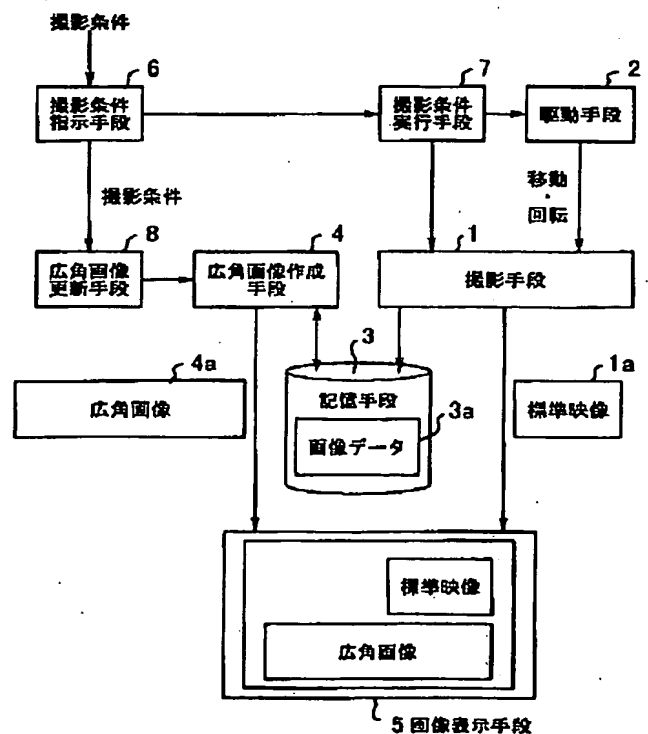 撮影条件
6
7
2
撮影条件
指示手段
撮影条件
実行手段
駆動手段
撮影条件
移動
・
回転
8
4
1
広角画像
更新手段
広角画像作成
手段
撮影手段
3
4a
1a
広角画像
記憶手段
3a
標準映像
画像データ
標準映像
広角画像
5 画像表示手段